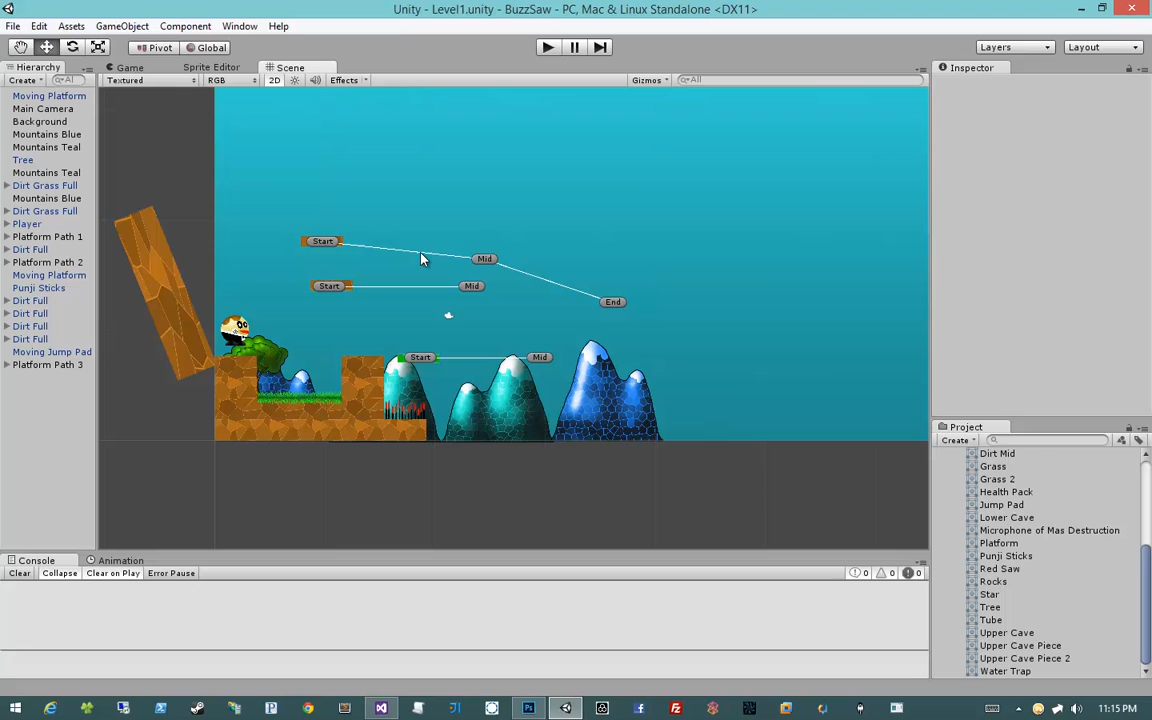 Unity - Level1.unity - BuzzSaw - PC, Mac & Linux Standalone <DX11>
File Edit Assets GameObject Component Window Help
Pivot Global Layers Layout
Hierarchy Game Sprite Editor Scene Inspector
Create Textured RGB 2D Effects Gizmos All
Moving Platform
Main Camera
Background
Mountains Blue
Mountains Teal
Tree
Mountains Teal
Dirt Grass Full
Mountains Blue
Dirt Grass Full
Player
Platform Path 1
Dirt Full
Platform Path 2
Moving Platform
Punji Sticks
Dirt Full
Dirt Full
Dirt Full
Dirt Full
Moving Jump Pad
Platform Path 3
Start
Mid
Start Mid
End
Start Mid
Project
Create
Dirt Mid
Grass
Grass 2
Health Pack
Jump Pad
Lower Cave
Microphone of Mas Destruction
Platform
Punji Sticks
Red Saw
Rocks
Star
Tree
Tube
Upper Cave
Upper Cave Piece
Upper Cave Piece 2
Water Trap
Console Animation
Clear Collapse Clear on Play Error Pause 0 0 0
11:15 PM